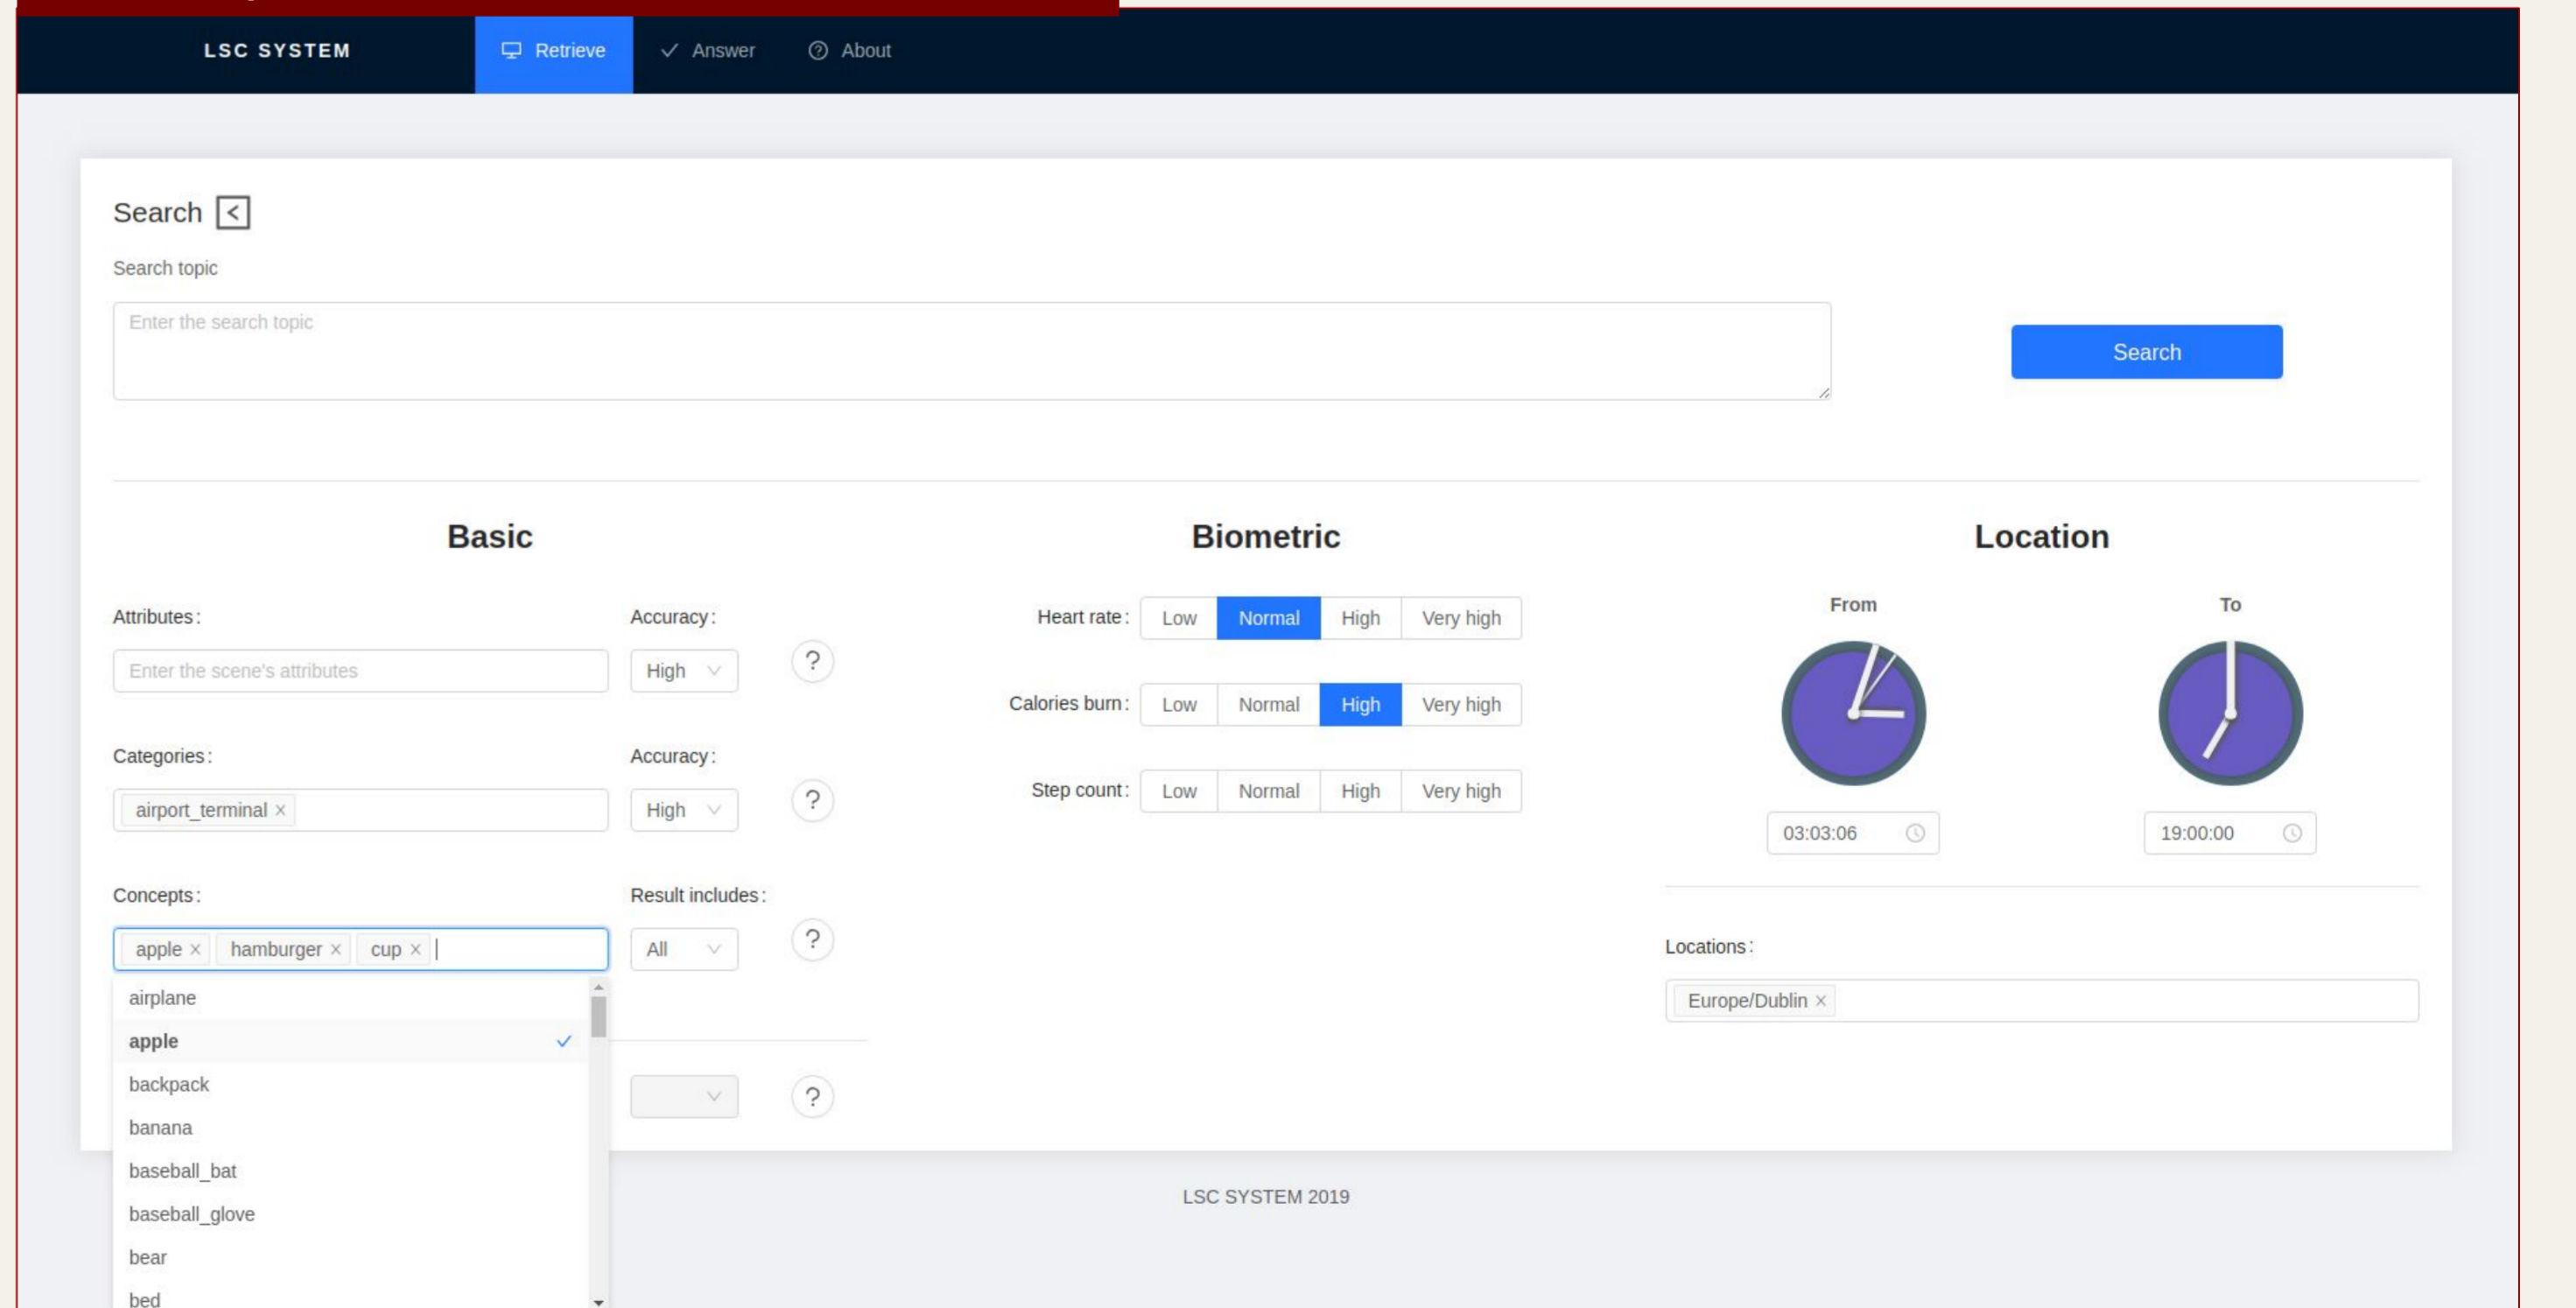 LSC SYSTEM Retrieve Answer About
Search <
Search topic
Enter the search topic
Search
Basic
Attributes: Accuracy:
Enter the scene's attributes High ?
Categories: Accuracy:
airport_terminal × High ?
Concepts: Result includes:
apple × hamburger × cup × All ?
airplane
apple
backpack
?
banana
baseball_bat
baseball_glove
bear
bed
Biometric
Heart rate: Low Normal High Very high
Calories burn: Low Normal High Very high
Step count: Low Normal High Very high
Location
From To
03:03:06 19:00:00
Locations:
Europe/Dublin ×
LSC SYSTEM 2019